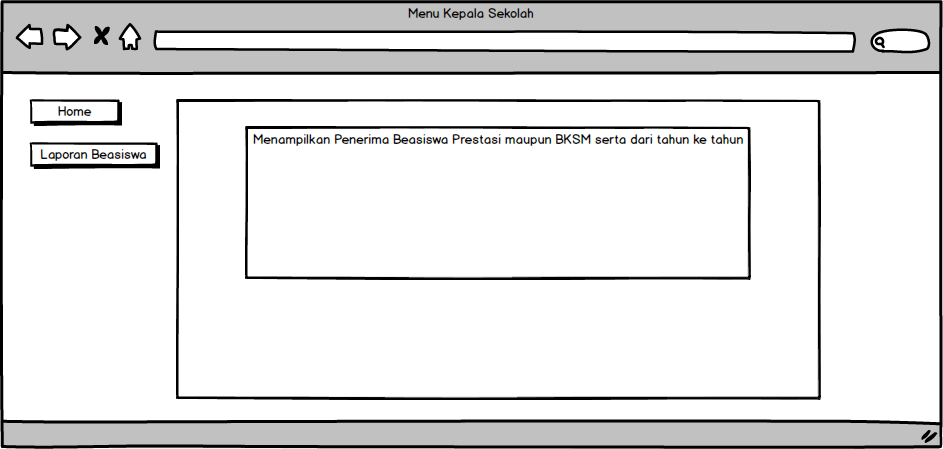 Menu Kepala Sekolah
Home
Laporan Beasiswa
Menampilkan Penerima Beasiswa Prestasi maupun BKSM serta dari tahun ke tahun